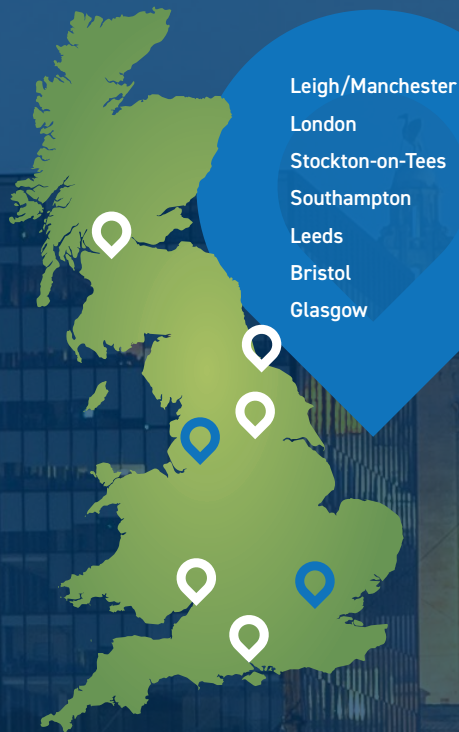 Leigh/Manchester
London
Stockton-on-Tees
Southampton
Leeds
Bristol
Glasgow